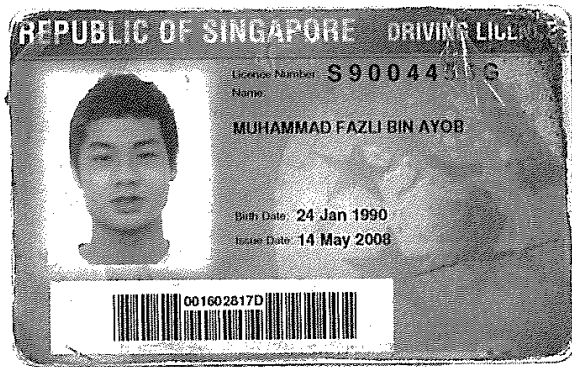 REPUBLIC OF SINGAPORE DRIVING
Licence Number:
Name:
MUHAMMAD FAZLI BIN AYOB
Birth Date: 24 Jan 1990
Issue Date: 14 May 2008
001602817D